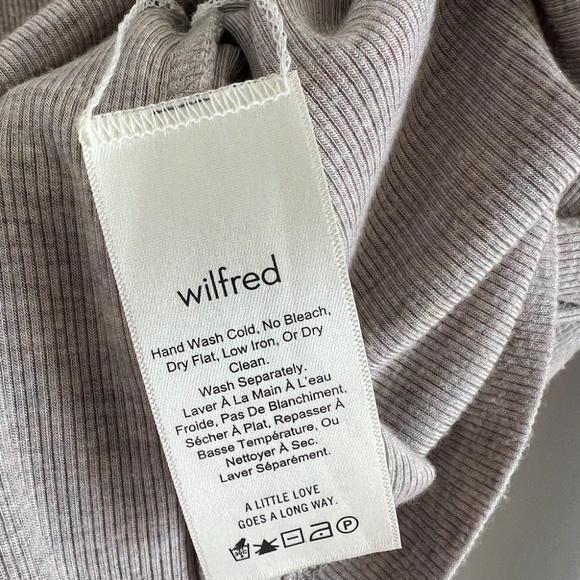 wilfred
Hand Wash Cold, No Bleach,
Dry Flat, Low Iron, Or Dry
Clean.
Wash Separately.
Laver À La Main À L'eau
Froide, Pas De Blanchiment,
Sécher À Plat, Repasser À
Basse Température, Ou
Nettoyer À Sec.
Laver Séparément.
A LITTLE LOVE
GOES A LONG WAY.
P